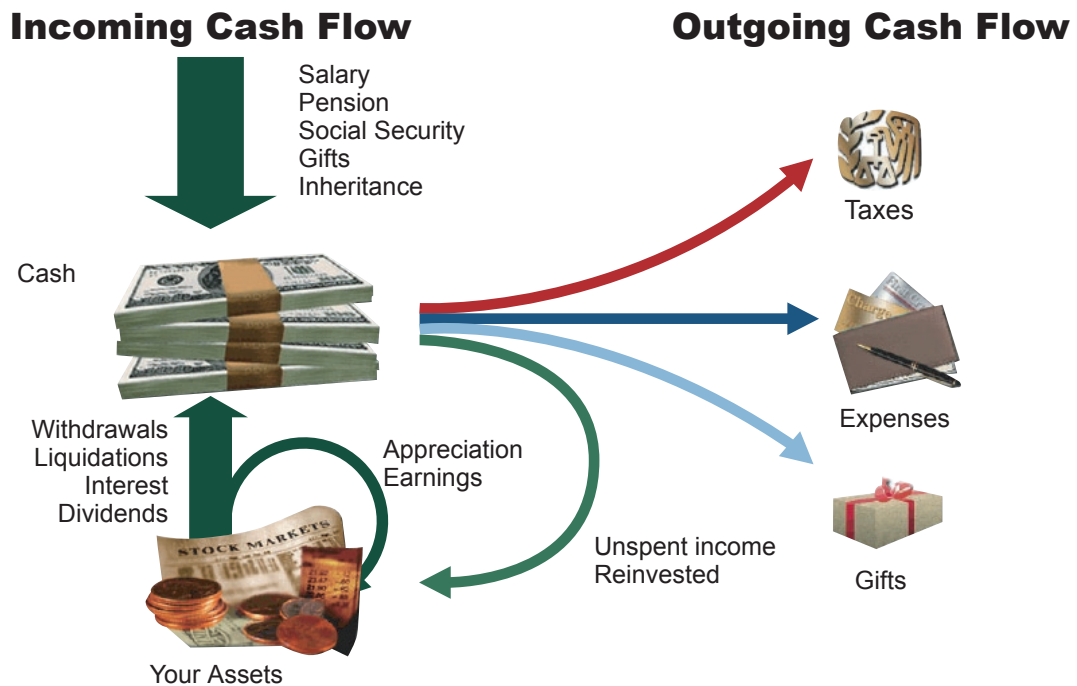 Incoming Cash Flow
Outgoing Cash Flow
Salary
Pension
Social Security
Gifts
Inheritance
Taxes
Cash
Charge
Expenses
Withdrawals
Liquidations
Interest
Dividends
Appreciation
Earnings
STOCK MARKETS
Unspent income
Reinvested
Gifts
Your Assets